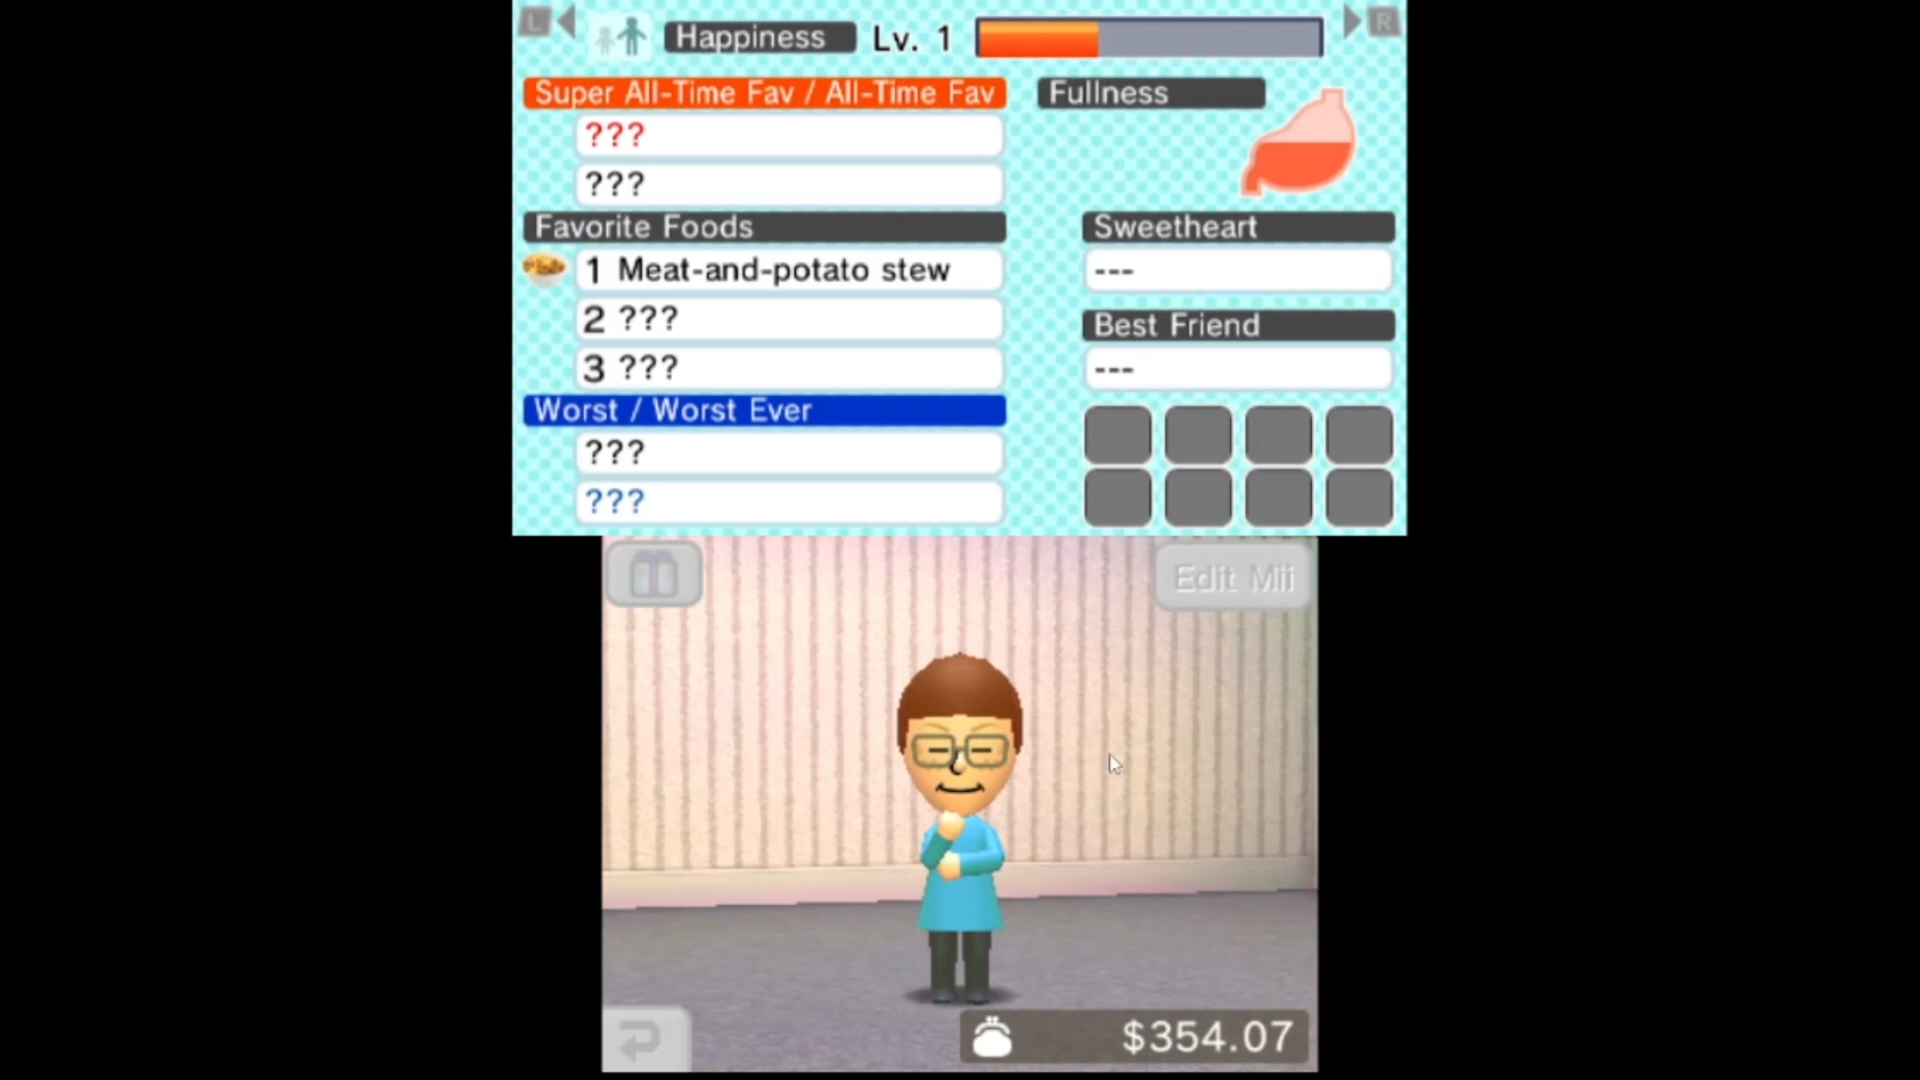 L
R
Happiness Lv. 1
Super All-Time Fav / All-Time Fav
???
???
Fullness
Favorite Foods
1 Meat-and-potato stew
2 ???
3 ???
Sweetheart
---
Best Friend
---
Worst / Worst Ever
???
???
Edit Mii
$354.07